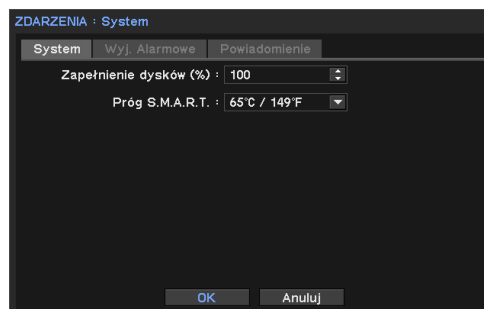 ZDARZENIA : System
System Wyj. Alarmowe Powiadomienie
Zapełnienie dysków (%) : 100
Próg S.M.A.R.T. : 65℃ / 149℉
OK Anuluj